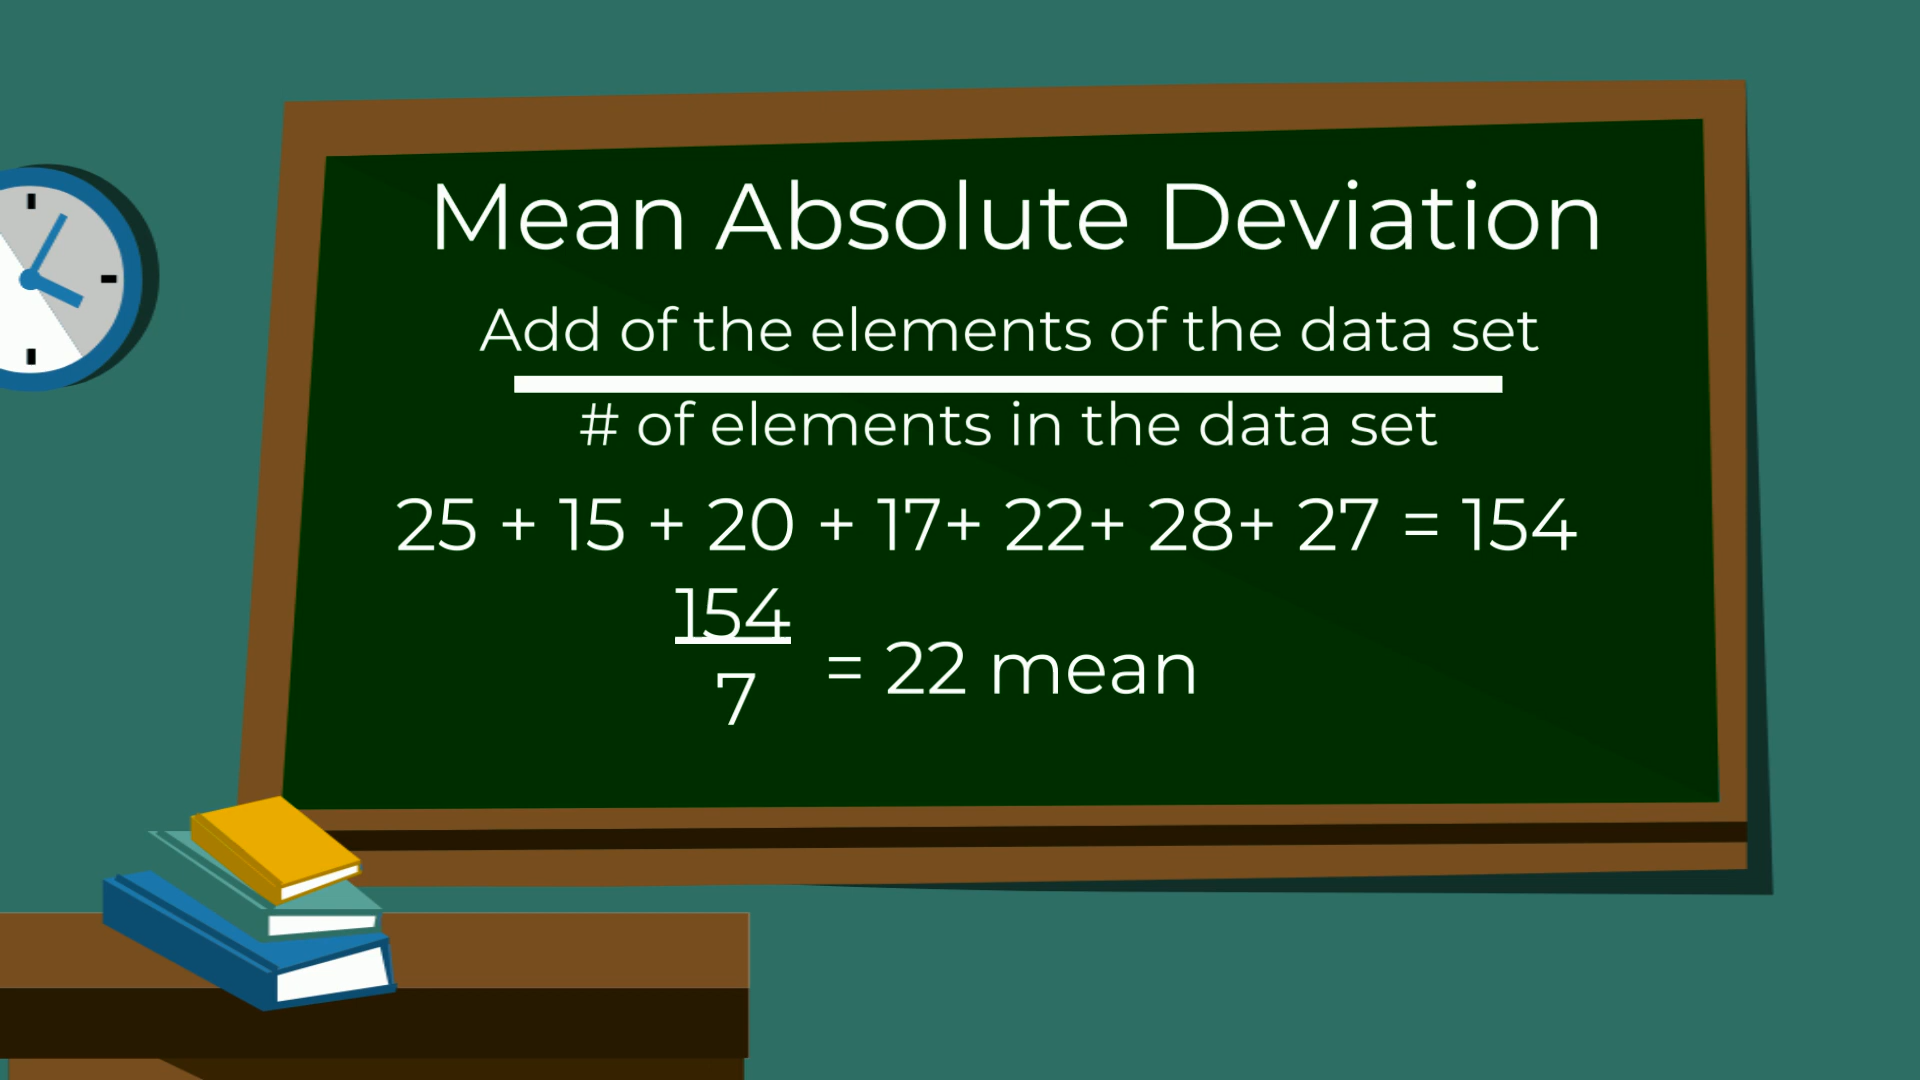 Mean Absolute Deviation
Add of the elements of the data set
# of elements in the data set
25 + 15 + 20 + 17+ 22+ 28+ 27 = 154
154
7
= 22 mean